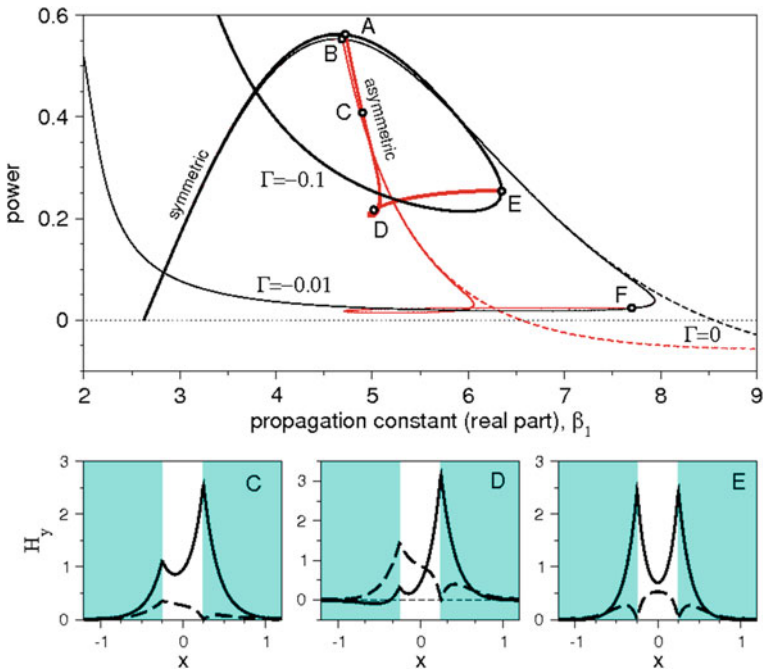 0.6
A
B
0.4
C
asymmetric
symmetric
power
Γ=−0.1
0.2
E
D
Γ=−0.01
F
0
Γ=0
2 3 4 5 6 7 8 9
propagation constant (real part), β₁
3 C
2
1
0
H_y
-1 0 1
x
3 D
2
1
0
-1 0 1
x
3 E
2
1
0
-1 0 1
x